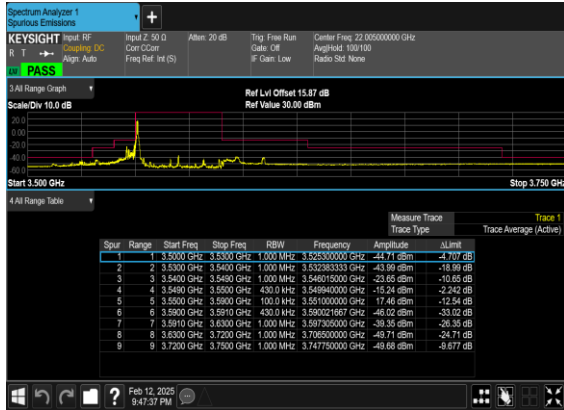 Spectrum Analyzer 1
Spurious Emissions
KEYSIGHT Input: RF Input Z: 50 Ω Atten: 20 dB Trig: Free Run Center Freq: 22.005000000 GHz
R T Coupling: DC Corr CCorr Gate: Off Avg|Hold: 100/100
Align: Auto Freq Ref: Int (S) IF Gain: Low Radio Std: None
PASS
3 All Range Graph Ref Lvl Offset 15.87 dB
Scale/Div 10.0 dB Ref Value 30.00 dBm
20.0
0.00
-20.0
-40.0
-60.0
Start 3.500 GHz Stop 3.750 GHz
4 All Range Table
Measure Trace Trace 1
Trace Type Trace Average (Active)
Spur Range Start Freq Stop Freq RBW Frequency Amplitude ΔLimit
1 1 3.5000 GHz 3.5300 GHz 1.000 MHz 3.525300000 GHz -44.71 dBm -4.707 dB
2 2 3.5300 GHz 3.5400 GHz 1.000 MHz 3.532383333 GHz -43.99 dBm -18.99 dB
3 3 3.5400 GHz 3.5490 GHz 1.000 MHz 3.546015000 GHz -23.65 dBm -10.65 dB
4 4 3.5490 GHz 3.5500 GHz 430.0 kHz 3.549940000 GHz -15.24 dBm -2.242 dB
5 5 3.5500 GHz 3.5900 GHz 100.0 kHz 3.551000000 GHz 17.46 dBm -12.54 dB
6 6 3.5900 GHz 3.5910 GHz 430.0 kHz 3.590021667 GHz -46.02 dBm -33.02 dB
7 7 3.5910 GHz 3.6300 GHz 1.000 MHz 3.597305000 GHz -39.35 dBm -26.35 dB
8 8 3.6300 GHz 3.7200 GHz 1.000 MHz 3.706500000 GHz -49.71 dBm -24.71 dB
9 9 3.7200 GHz 3.7500 GHz 1.000 MHz 3.747750000 GHz -49.68 dBm -9.677 dB
? Feb 12, 2025
9:47:37 PM